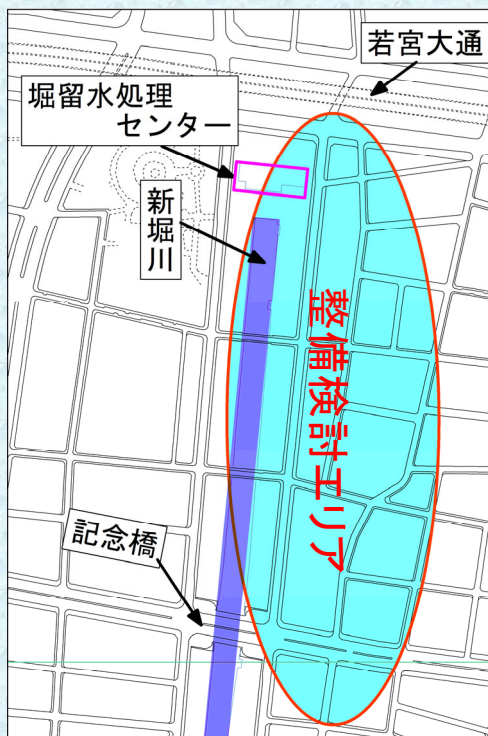 若宮大通
堀留水処理
センター
新堀川
整備検討エリア
記念橋